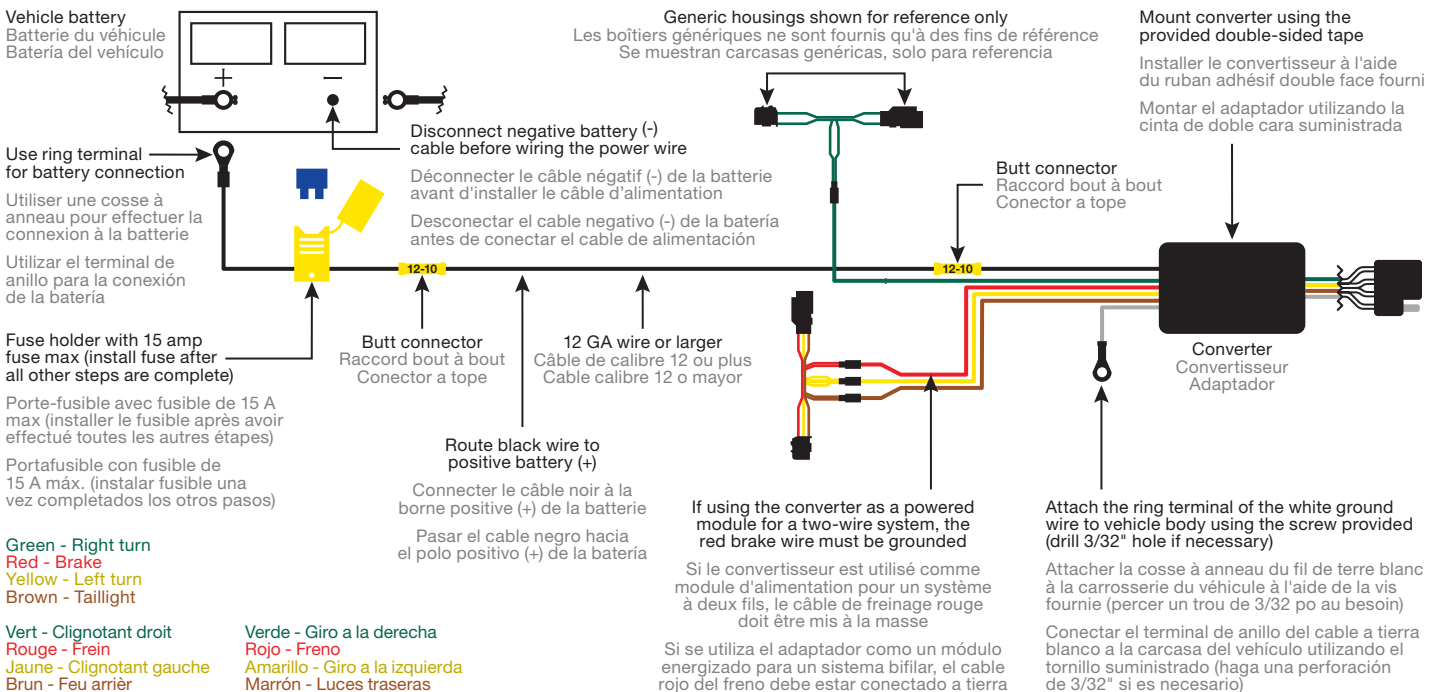 Vehicle battery
Batterie du véhicule
Batería del vehículo
+
−
Use ring terminal
for battery connection
Utiliser une cosse à
anneau pour effectuer la
connexion à la batterie
Utilizar el terminal de
anillo para la conexión
de la batería
Disconnect negative battery (-)
cable before wiring the power wire
Déconnecter le câble négatif (-) de la batterie
avant d'installer le câble d’alimentation
Desconectar el cable negativo (-) de la batería
antes de conectar el cable de alimentación
Generic housings shown for reference only
Les boîtiers génériques ne sont fournis qu'à des fins de référence
Se muestran carcasas genéricas, solo para referencia
Mount converter using the
provided double-sided tape
Installer le convertisseur à l'aide
du ruban adhésif double face fourni
Montar el adaptador utilizando la
cinta de doble cara suministrada
Butt connector
Raccord bout à bout
Conector a tope
12-10
12-10
Fuse holder with 15 amp
fuse max (install fuse after
all other steps are complete)
Porte-fusible avec fusible de 15 A
max (installer le fusible après avoir
effectué toutes les autres étapes)
Portafusible con fusible de
15 A máx. (instalar fusible una
vez completados los otros pasos)
Butt connector
Raccord bout à bout
Conector a tope
12 GA wire or larger
Câble de calibre 12 ou plus
Cable calibre 12 o mayor
Route black wire to
positive battery (+)
Connecter le câble noir à la
borne positive (+) de la batterie
Pasar el cable negro hacia
el polo positivo (+) de la batería
Converter
Convertisseur
Adaptador
If using the converter as a powered
module for a two-wire system, the
red brake wire must be grounded
Si le convertisseur est utilisé comme
module d'alimentation pour un système
à deux fils, le câble de freinage rouge
doit être mis à la masse
Si se utiliza el adaptador como un módulo
energizado para un sistema bifilar, el cable
rojo del freno debe estar conectado a tierra
Attach the ring terminal of the white ground
wire to vehicle body using the screw provided
(drill 3/32" hole if necessary)
Attacher la cosse à anneau du fil de terre blanc
à la carrosserie du véhicule à l'aide de la vis
fournie (percer un trou de 3/32 po au besoin)
Conectar el terminal de anillo del cable a tierra
blanco a la carcasa del vehículo utilizando el
tornillo suministrado (haga una perforación
de 3/32" si es necesario)
Green - Right turn
Red - Brake
Yellow - Left turn
Brown - Taillight
Vert - Clignotant droit
Rouge - Frein
Jaune - Clignotant gauche
Brun - Feu arrièr
Verde - Giro a la derecha
Rojo - Freno
Amarillo - Giro a la izquierda
Marrón - Luces traseras